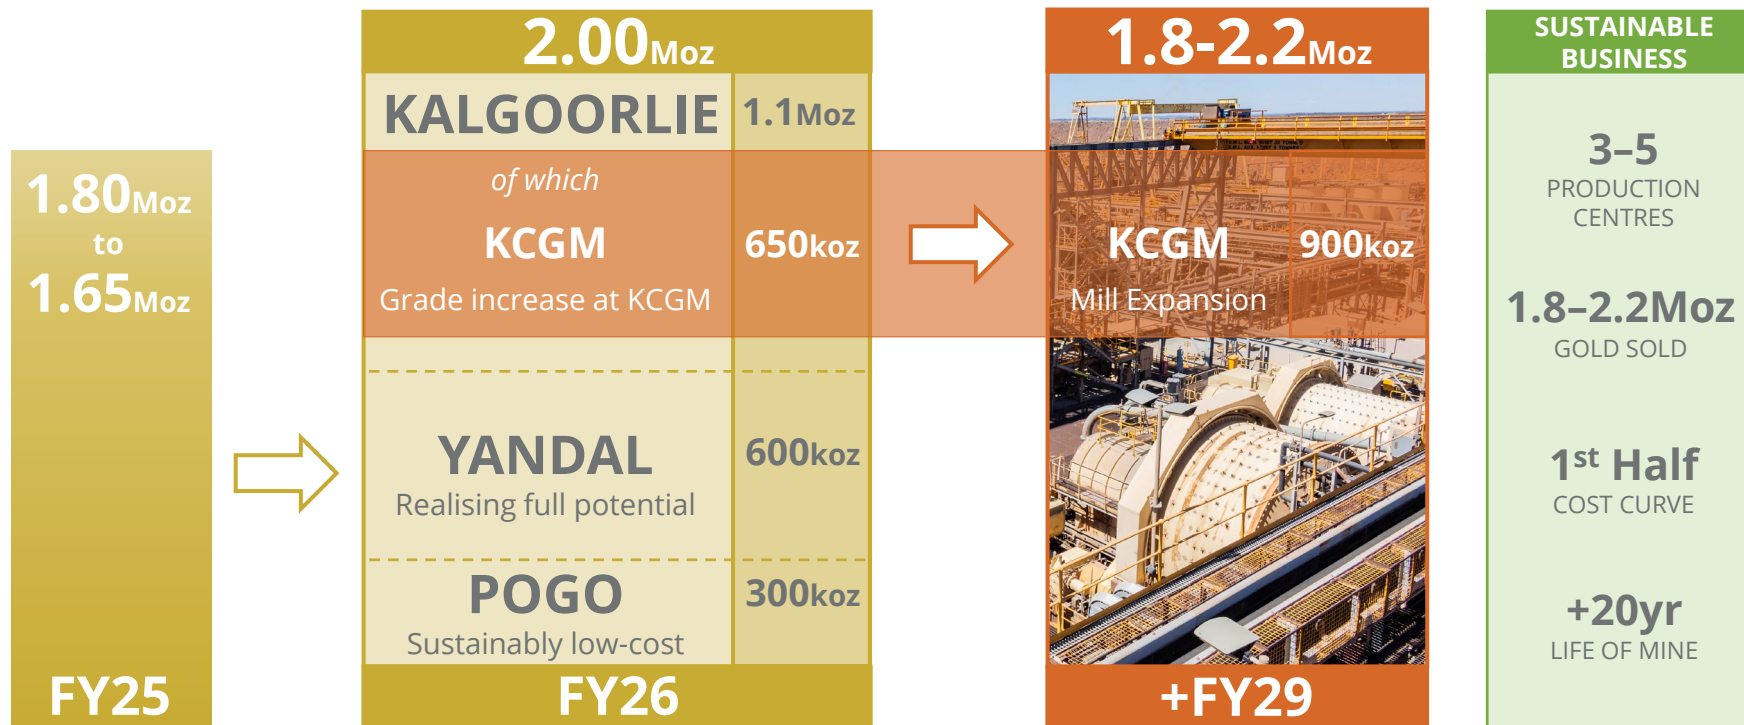 1.80Moz
to
1.65Moz
FY25
2.00Moz
KALGOORLIE 1.1Moz
of which
KCGM 650koz
Grade increase at KCGM
YANDAL 600koz
Realising full potential
POGO 300koz
Sustainably low-cost
FY26
1.8-2.2Moz
KCGM 900koz
Mill Expansion
+FY29
SUSTAINABLE
BUSINESS
3–5
PRODUCTION
CENTRES
1.8–2.2Moz
GOLD SOLD
1st Half
COST CURVE
+20yr
LIFE OF MINE